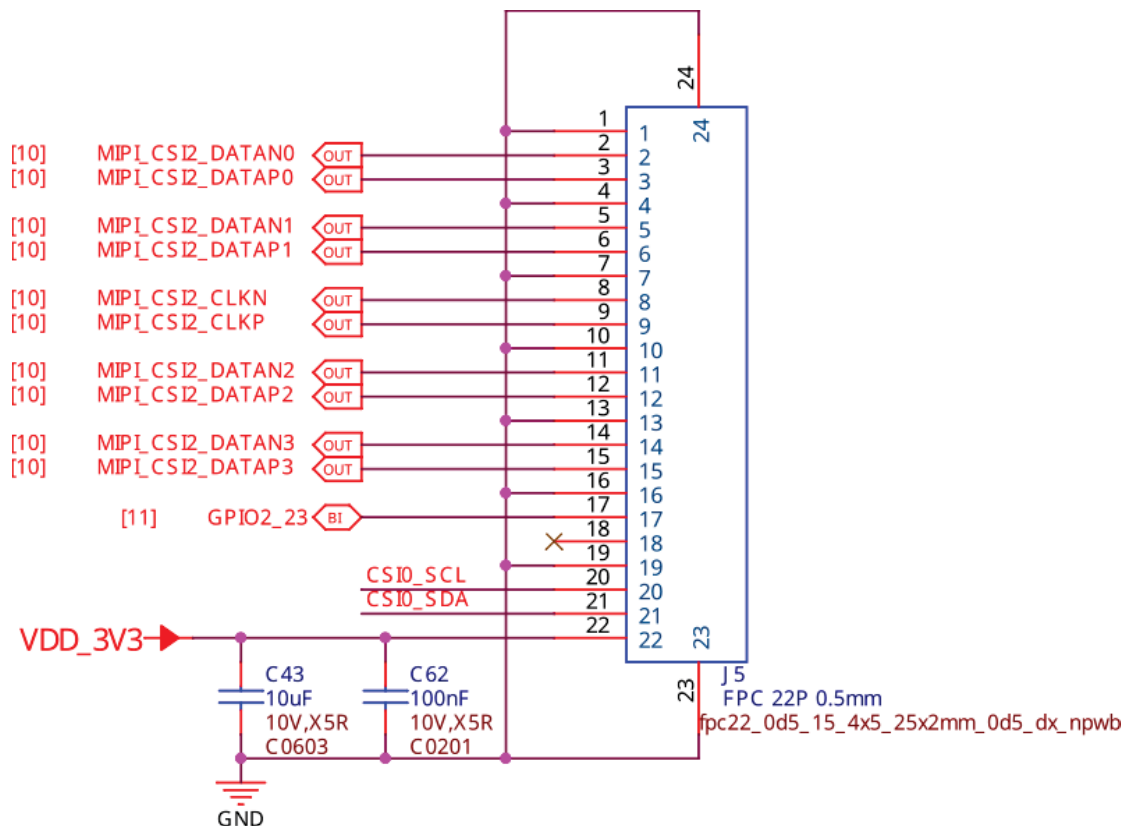 24
24
1 1
[10] MIPI_CSI2_DATAN0 OUT 2 2
[10] MIPI_CSI2_DATAP0 OUT 3 3
4 4
[10] MIPI_CSI2_DATAN1 OUT 5 5
[10] MIPI_CSI2_DATAP1 OUT 6 6
7 7
[10] MIPI_CSI2_CLKN OUT 8 8
[10] MIPI_CSI2_CLKP OUT 9 9
10 10
[10] MIPI_CSI2_DATAN2 OUT 11 11
[10] MIPI_CSI2_DATAP2 OUT 12 12
13 13
[10] MIPI_CSI2_DATAN3 OUT 14 14
[10] MIPI_CSI2_DATAP3 OUT 15 15
16 16
[11] GPIO2_23 BI 17 17
18 18
19 19
CSI0_SCL 20 20
CSI0_SDA 21 21
VDD_3V3 22 22
23
23
J5
FPC 22P 0.5mm
fpc22_0d5_15_4x5_25x2mm_0d5_dx_npwb
C43
10uF
10V,X5R
C0603
C62
100nF
10V,X5R
C0201
GND